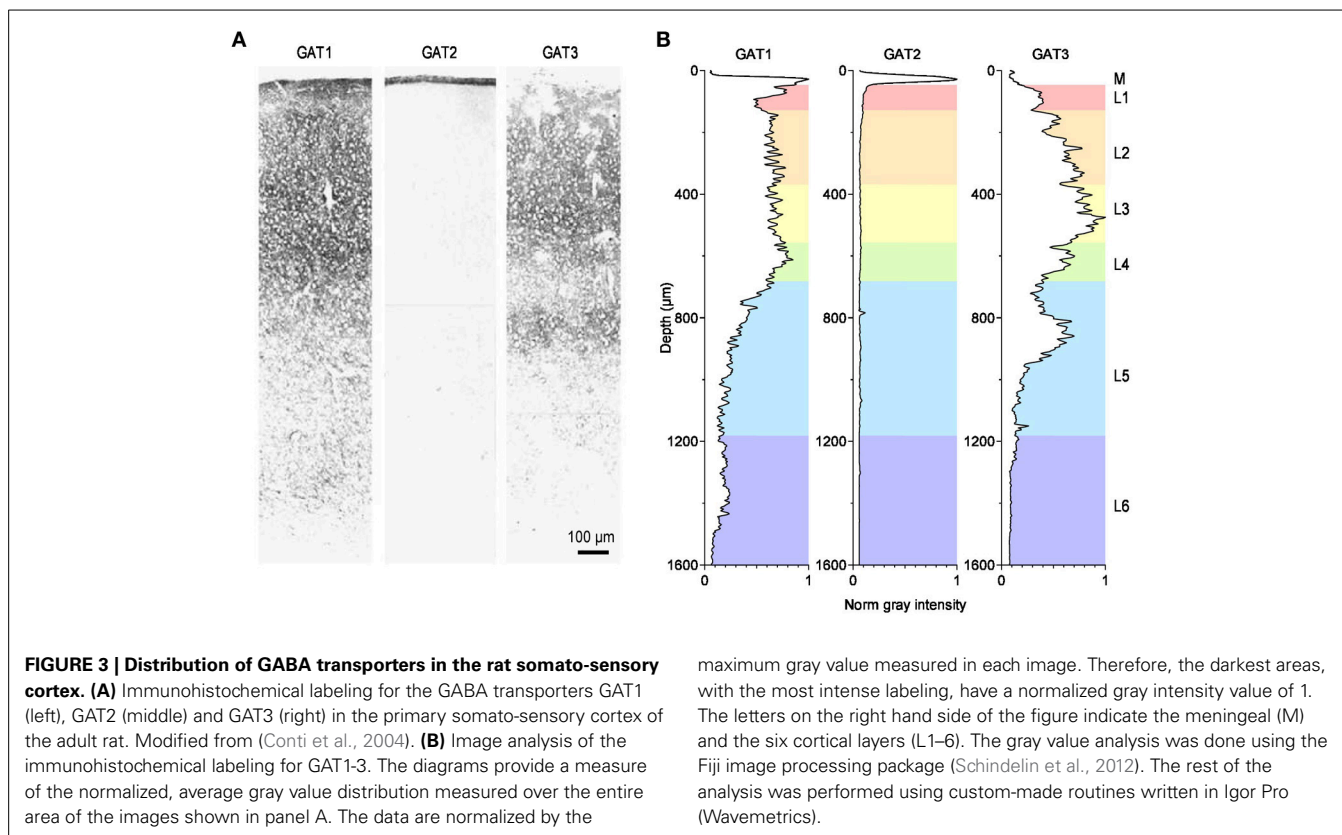 A
B
GAT1
GAT2
GAT3
GAT1
GAT2
GAT3
0
0
0
M
L1
L2
400
400
400
L3
L4
Depth (µm)
800
800
800
L5
1200
1200
1200
L6
100 µm
1600
1600
1600
0
1
0
1
0
1
Norm gray intensity
FIGURE 3 | Distribution of GABA transporters in the rat somato-sensory
cortex. (A) Immunohistochemical labeling for the GABA transporters GAT1
(left), GAT2 (middle) and GAT3 (right) in the primary somato-sensory cortex of
the adult rat. Modified from (Conti et al., 2004). (B) Image analysis of the
immunohistochemical labeling for GAT1-3. The diagrams provide a measure
of the normalized, average gray value distribution measured over the entire
area of the images shown in panel A. The data are normalized by the
maximum gray value measured in each image. Therefore, the darkest areas,
with the most intense labeling, have a normalized gray intensity value of 1.
The letters on the right hand side of the figure indicate the meningeal (M)
and the six cortical layers (L1–6). The gray value analysis was done using the
Fiji image processing package (Schindelin et al., 2012). The rest of the
analysis was performed using custom-made routines written in Igor Pro
(Wavemetrics).